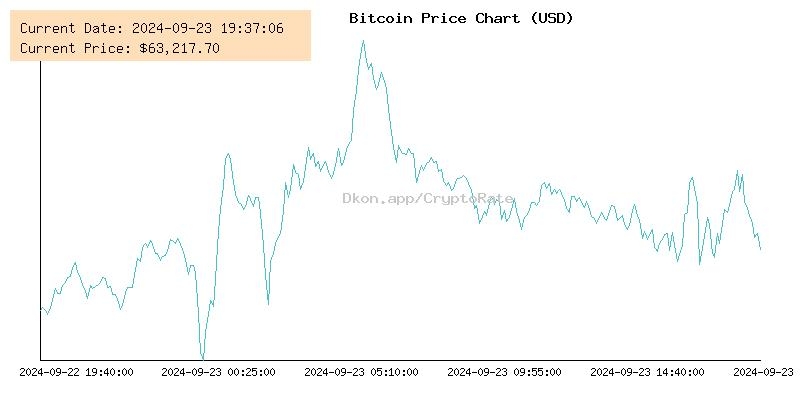 Bitcoin Price Chart (USD)
Current Date: 2024-09-23 19:37:06
Current Price: $63,217.70
Dkon.app/CryptoRate
2024-09-22 19:40:00 2024-09-23 00:25:00 2024-09-23 05:10:00 2024-09-23 09:55:00 2024-09-23 14:40:00 2024-09-23